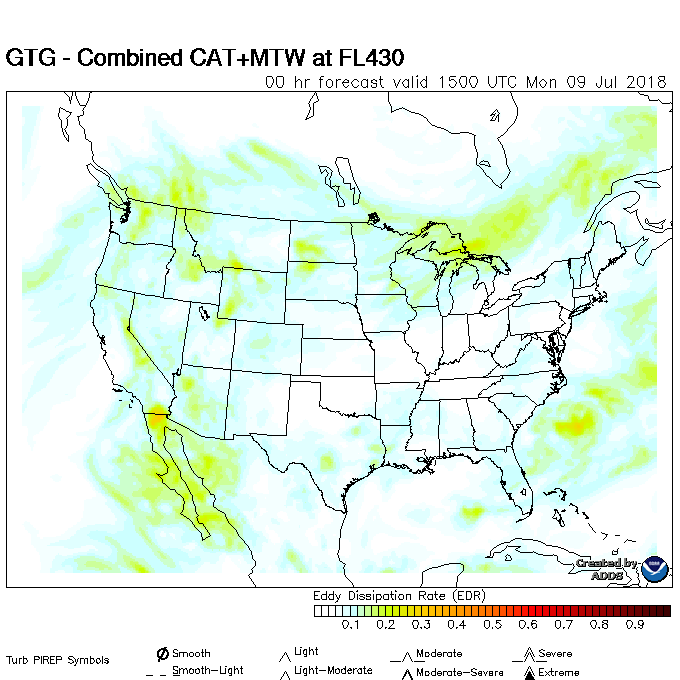 GTG - Combined CAT+MTW at FL430
00 hr forecast valid 1500 UTC Mon 09 Jul 2018
Created by
ADDS
Eddy Dissipation Rate (EDR)
0.1 0.2 0.3 0.4 0.5 0.6 0.7 0.8 0.9
Turb PIREP Symbols
Smooth Light Moderate Severe
Smooth-Light Light-Moderate Moderate-Severe Extreme